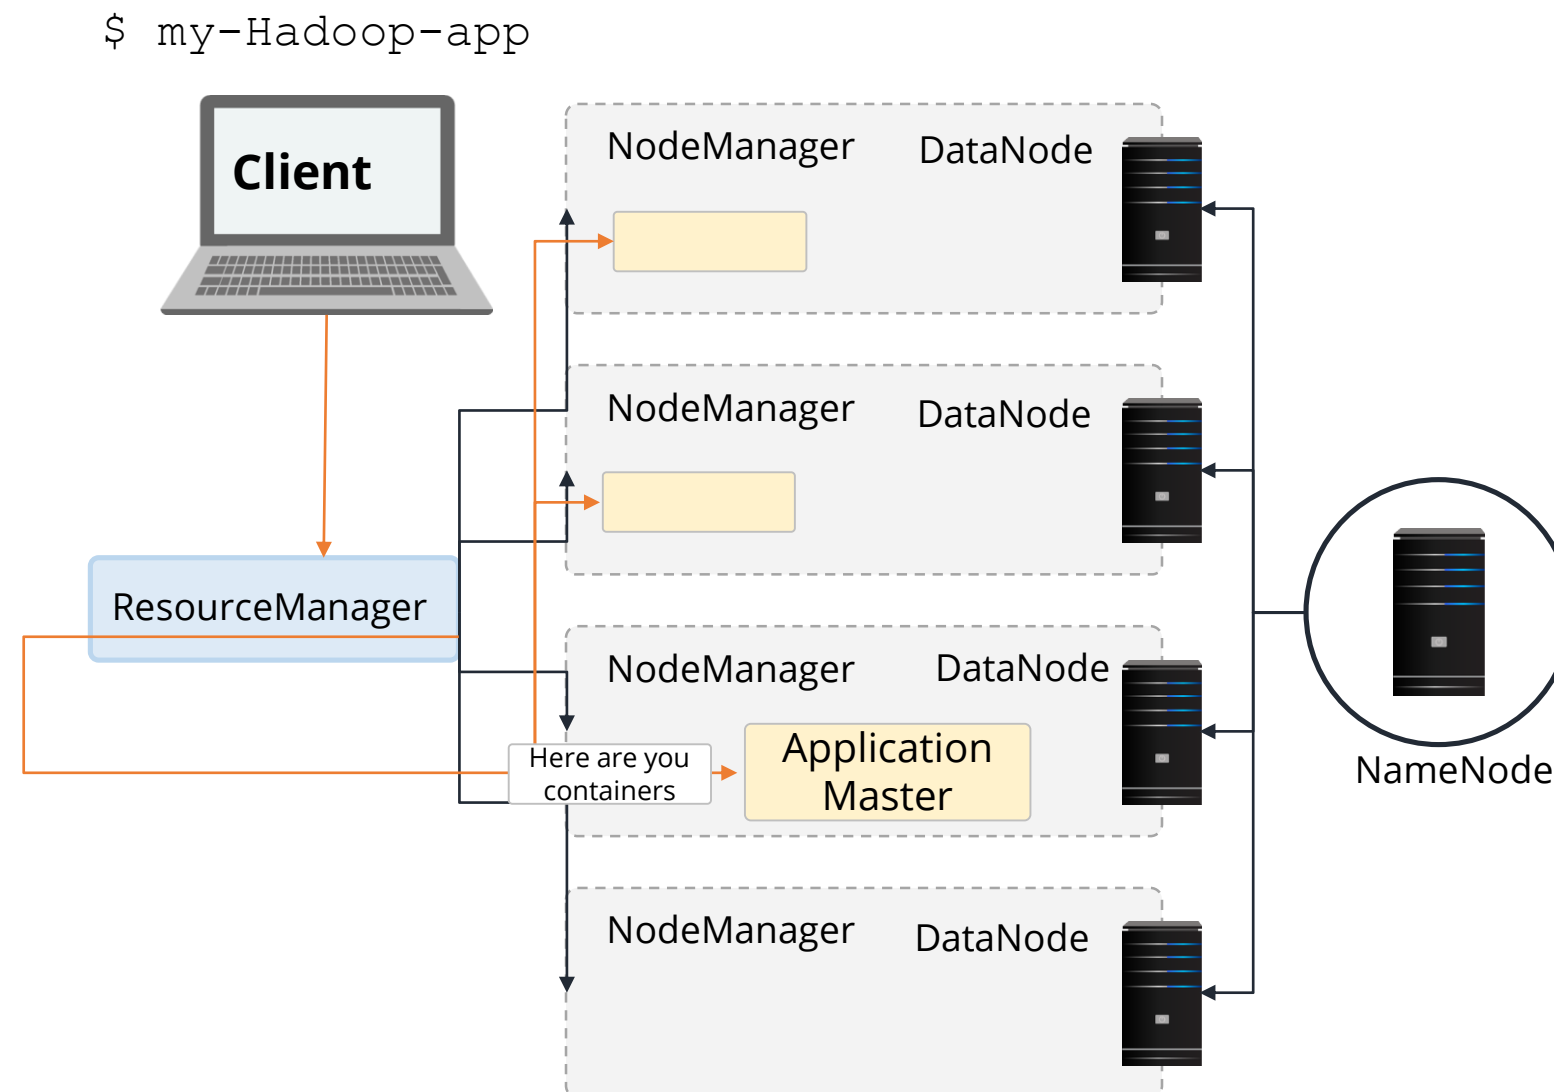 $ my-Hadoop-app
Client
NodeManager
DataNode
NodeManager
DataNode
ResourceManager
NodeManager
DataNode
Here are you
containers
Application
Master
NameNode
NodeManager
DataNode